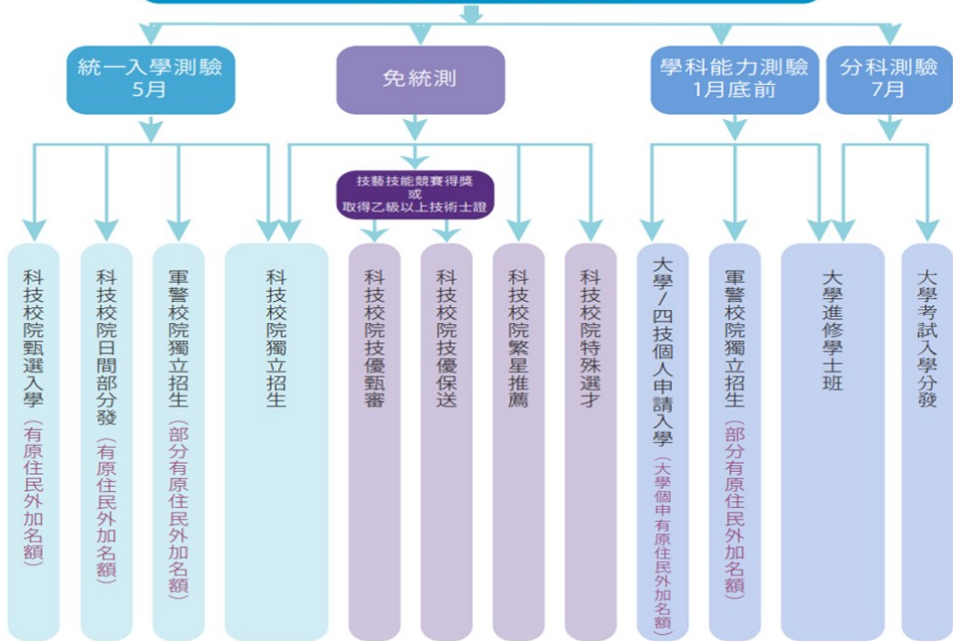 統一入學測驗
5月
免統測
學科能力測驗
1月底前
分科測驗
7月
技藝技能競賽得獎
或
取得乙級以上技術士證
科技校院甄選入學（有原住民外加名額）
科技校院日間部分發（有原住民外加名額）
軍警校院獨立招生（部分有原住民外加名額）
科技校院獨立招生
科技校院技優甄審
科技校院技優保送
科技校院繁星推薦
科技校院特殊選才
大學/四技個人申請入學（大學個申有原住民外加名額）
軍警校院獨立招生（部分有原住民外加名額）
大學進修學士班
大學考試入學分發